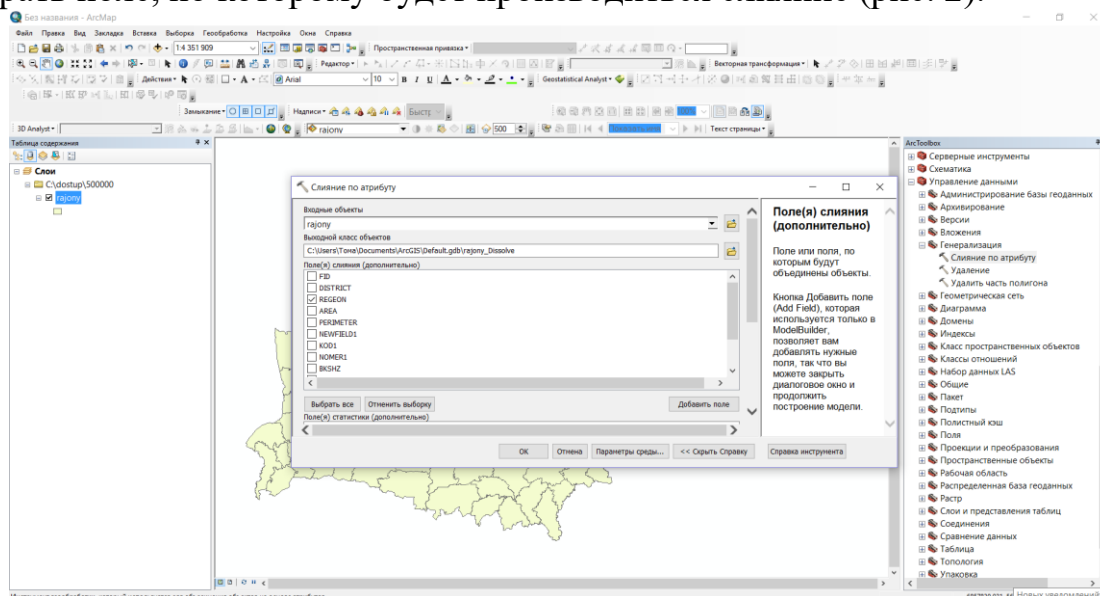 рать поле, по которому будет производиться слияние (рис. 2).
Без названия - ArcMap
Файл Правка Вид Закладка Вставка Выборка Геообработка Настройка Окна Справка
1:4 351 909
Пространственная привязка
Редактор
Векторная трансформация
Действия
Arial
10
Geostatistical Analyst
Замыкание
Надписи
Быстр
3D Analyst
rajony
500
Текст страницы
Таблица содержания
Слои
C:\dostup\500000
rajony
Слияние по атрибуту
Входные объекты
rajony
Выходной класс объектов
C:\Users\Тома\Documents\ArcGIS\Default.gdb\rajony_Dissolve
Поле(я) слияния (дополнительно)
FID
DISTRICT
REGEON
AREA
PERIMETER
NEWFIELD1
KOD1
NOMER1
BKSHZ
Выбрать все Отменить выборку Добавить поле
Поле(я) статистики (дополнительно)
OK Отмена Параметры среды... << Скрыть Справку Справка инструмента
Поле(я) слияния
(дополнительно)
Поле или поля, по
которым будут
объединены объекты.
Кнопка Добавить поле
(Add Field), которая
используется только в
ModelBuilder,
позволяет вам
добавлять нужные
поля, так что вы
можете закрыть
диалоговое окно и
продолжить
построение модели.
ArcToolbox
Серверные инструменты
Схематика
Управление данными
Администрирование базы геоданных
Архивирование
Версии
Вложения
Генерализация
Слияние по атрибуту
Удаление
Удалить часть полигона
Геометрическая сеть
Диаграмма
Домены
Индексы
Класс пространственных объектов
Классы отношений
Набор данных LAS
Общие
Пакет
Подтипы
Полистный кэш
Поля
Проекции и преобразования
Пространственные объекты
Рабочая область
Распределенная база геоданных
Растр
Слои и представления таблиц
Соединения
Сравнение данных
Таблица
Топология
Упаковка
Новых уведомлений